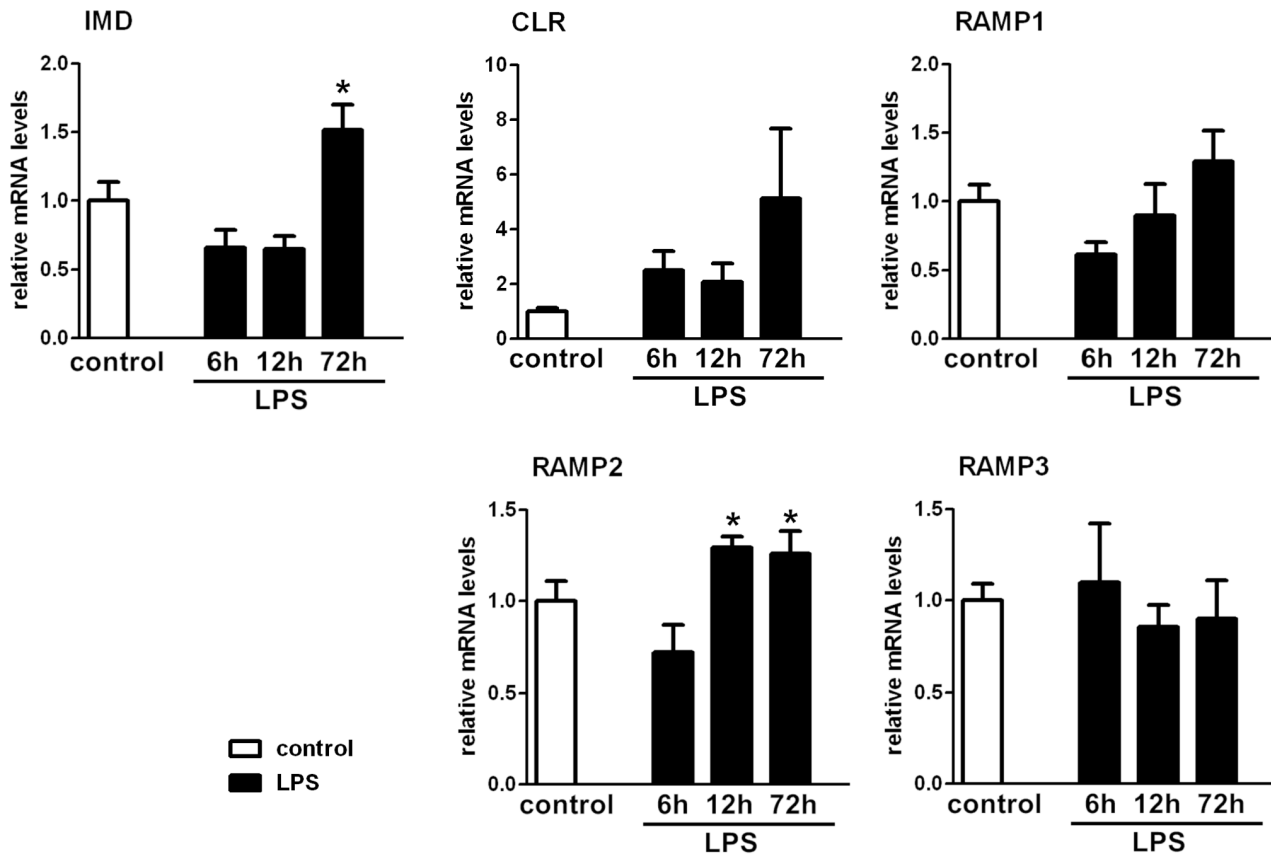 IMD
relative mRNA levels
2.0
1.5
1.0
0.5
0.0
*
control
6h 12h 72h
LPS
CLR
relative mRNA levels
10
8
6
4
2
0
control
6h 12h 72h
LPS
RAMP1
relative mRNA levels
2.0
1.5
1.0
0.5
0.0
control
6h 12h 72h
LPS
RAMP2
relative mRNA levels
1.5
1.0
0.5
0.0
* *
control
6h 12h 72h
LPS
RAMP3
relative mRNA levels
1.5
1.0
0.5
0.0
control
6h 12h 72h
LPS
control
LPS